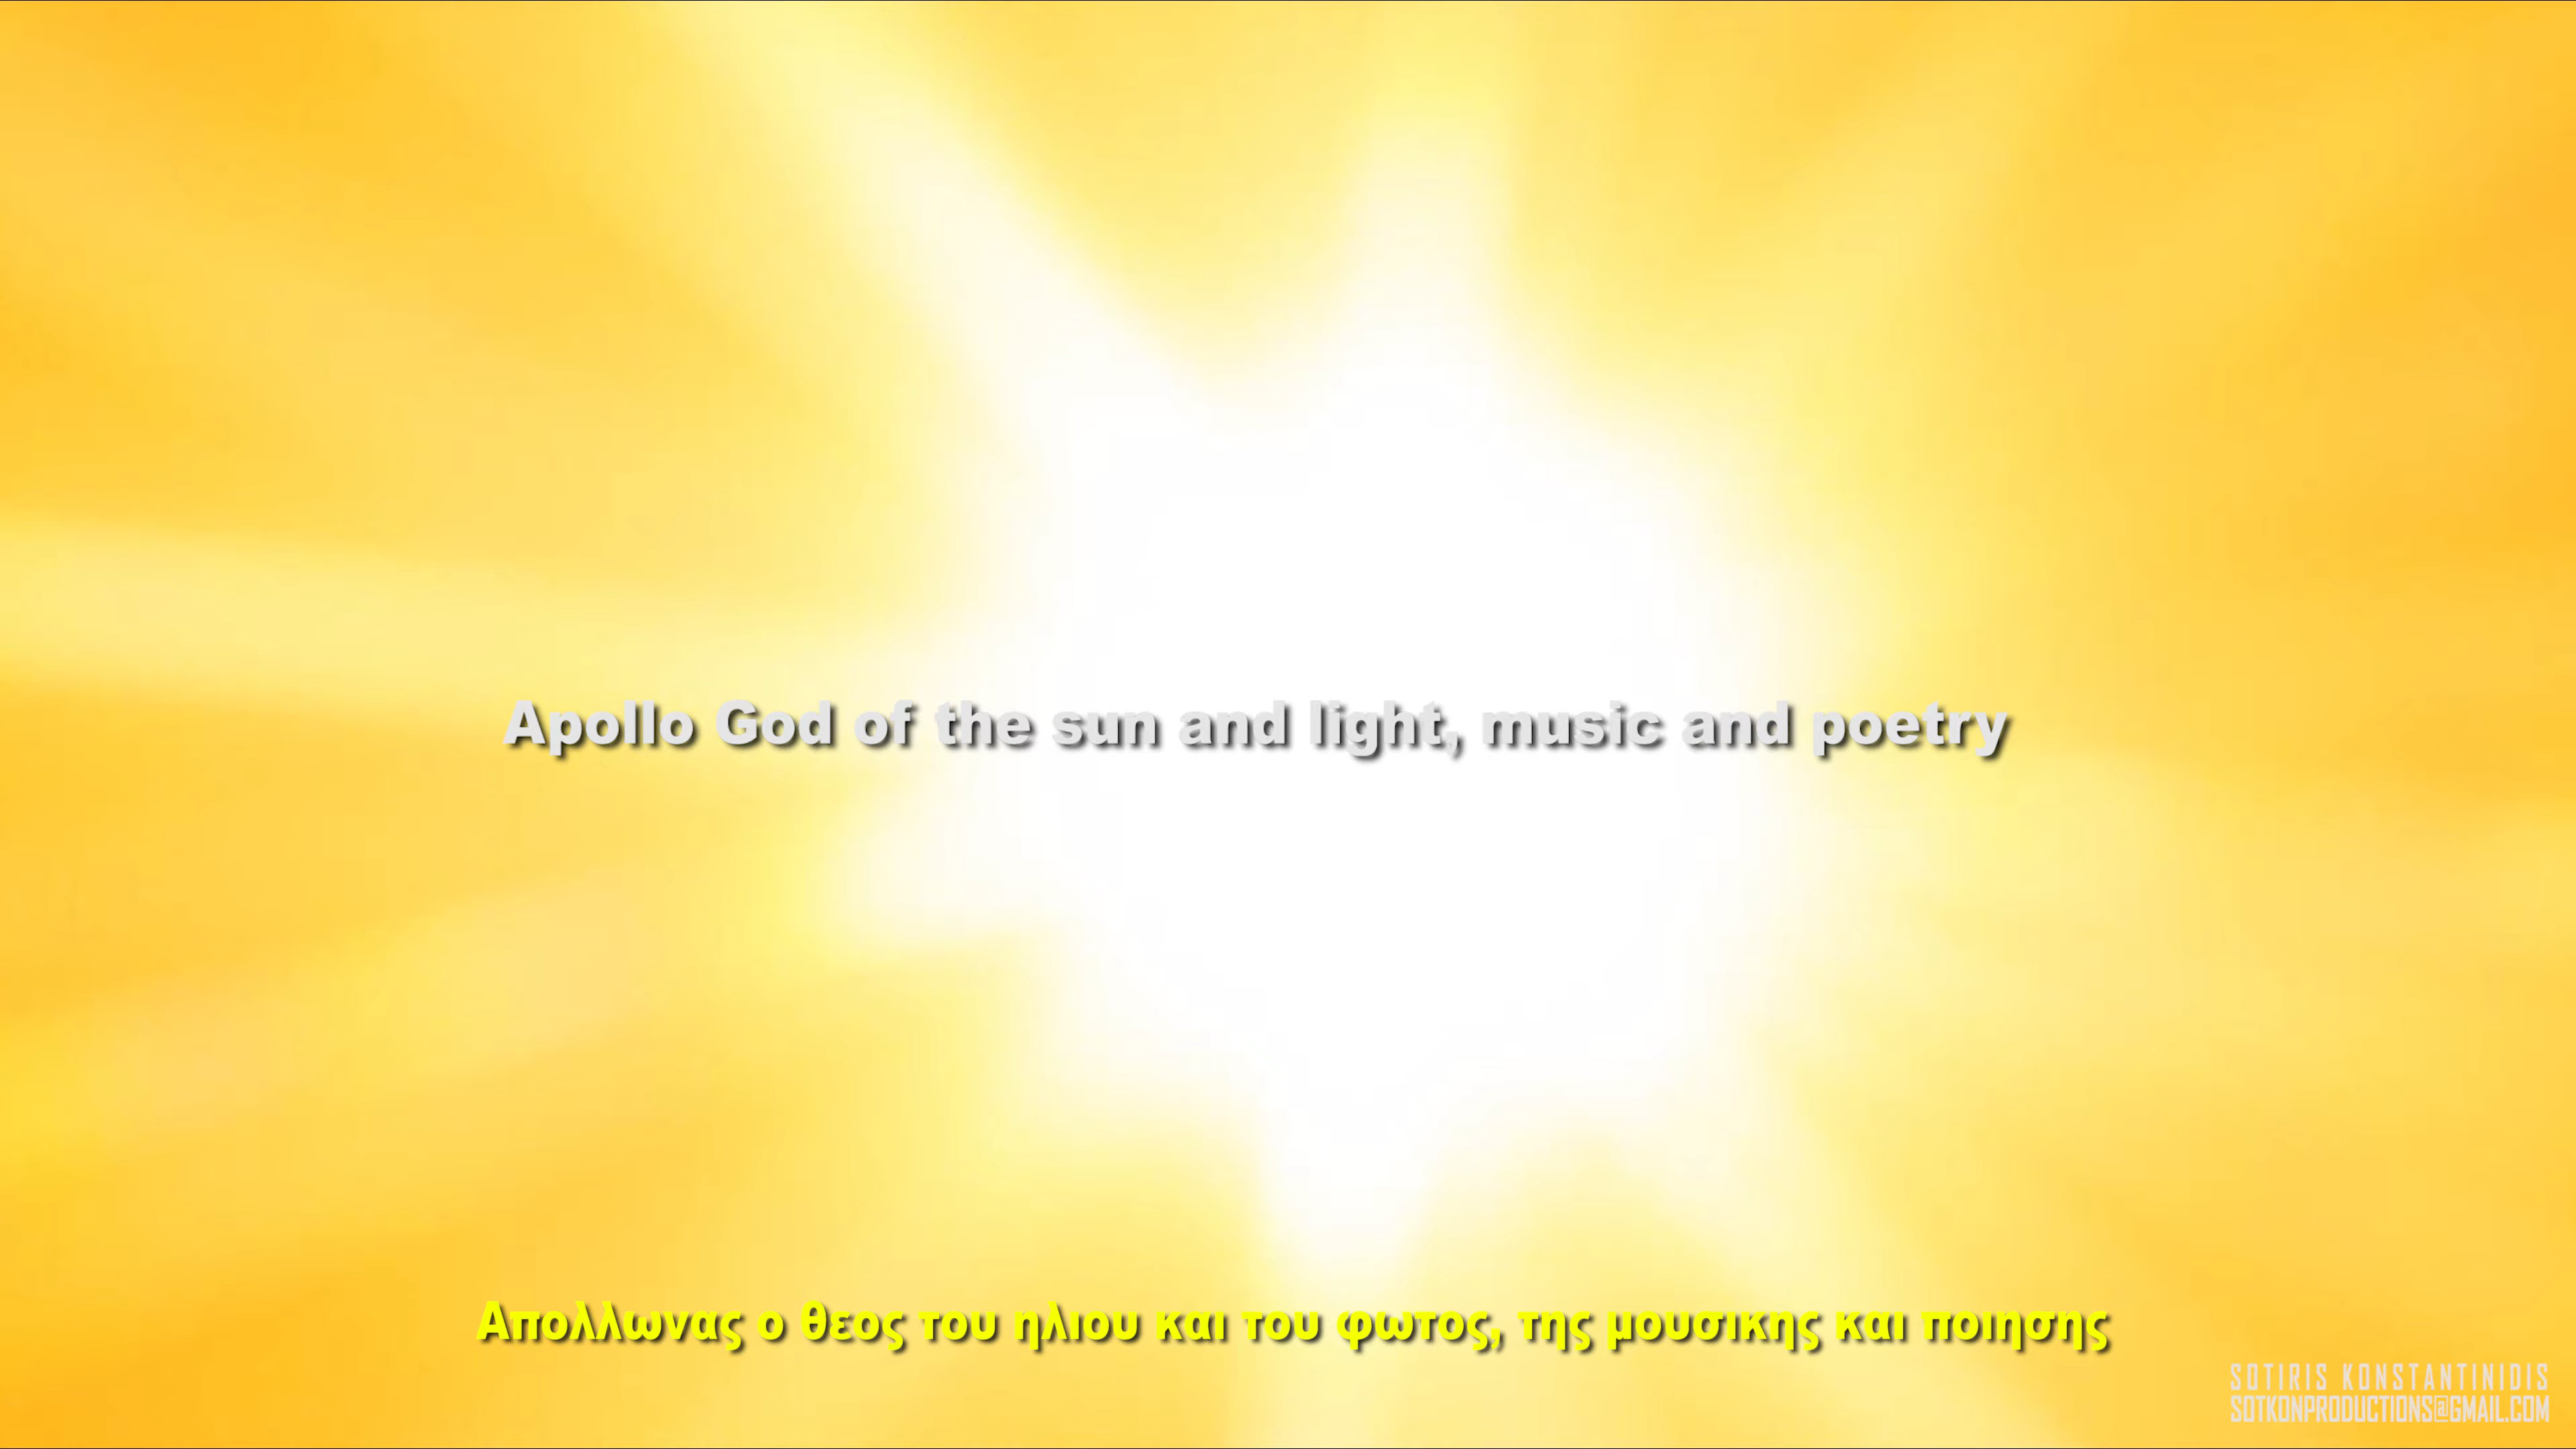 Apollo God of the sun and light, music and poetry
Απολλωνας ο θεος του ηλιου και του φωτος, της μουσικης και ποιησης
SOTIRIS KONSTANTINIDIS
SOTKONPRODUCTIONS@GMAIL.COM